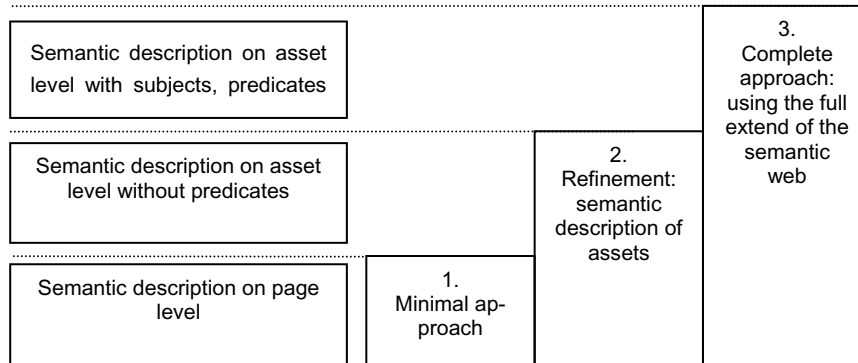 Semantic description on asset
level with subjects, predicates
Semantic description on asset
level without predicates
Semantic description on page
level
1.
Minimal ap-
proach
2.
Refinement:
semantic
description of
assets
3.
Complete
approach:
using the full
extend of the
semantic
web